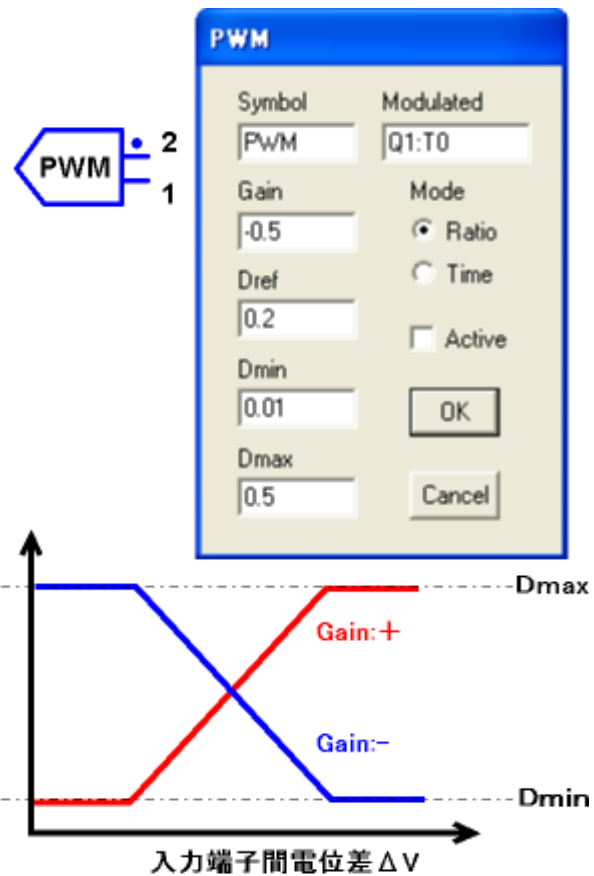 PWM
Symbol Modulated
PWM Q1:T0
Gain Mode
-0.5 Ratio
Dref Time
0.2 Active
Dmin
0.01 OK
Dmax
0.5 Cancel
PWM 2
1
Dmax
Gain:+
Gain:-
Dmin
入力端子間電位差ΔV